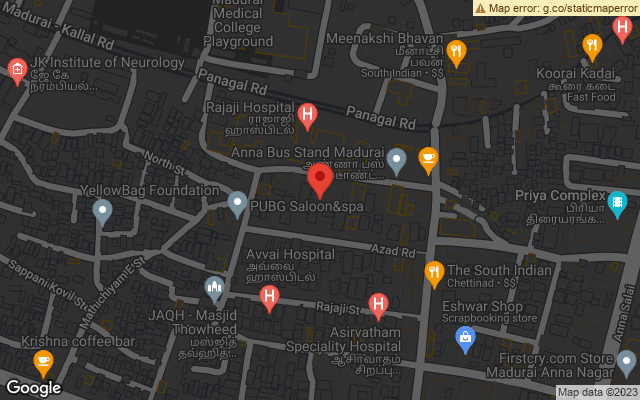 Map error: g.co/staticmaperror
Madurai - Kallal Rd
Madurai
Medical
College
Playground
Meenakshi Bhavan
மீனாக்ஷி
பவன்
South Indian • $$
Koorai Kadai
கூரை கடை
Fast Food
JK Institute of Neurology
ஜே கே
நரம்பியல்...
Panagal Rd
Panagal Rd
Rajaji Hospital
ராஜாஜி
ஹாஸ்பிடல்
Anna Bus Stand Madurai
அண்ணா பஸ்
North St
YellowBag Foundation
PUBG Saloon&spa
Priya Complex
பிரியா
திரையரங்க...
Azad Rd
Avvai Hospital
அவ்வை
ஹாஸ்பிடல்
The South Indian
Chettinad • $$
Sappani Kovil St
Mathichiyam E St
Rajaji St
Anna Salai
JAQH - Masjid
Thowheed
மஸ்ஜித்
தவ்ஹித்...
Eshwar Shop
Scrapbooking store
Asirvatham
Speciality Hospital
ஆசிர்வாதம்
சிறப்பு...
Krishna coffee bar
Firstcry.com Store
Madurai Anna Nagar
Google
Map data ©2023